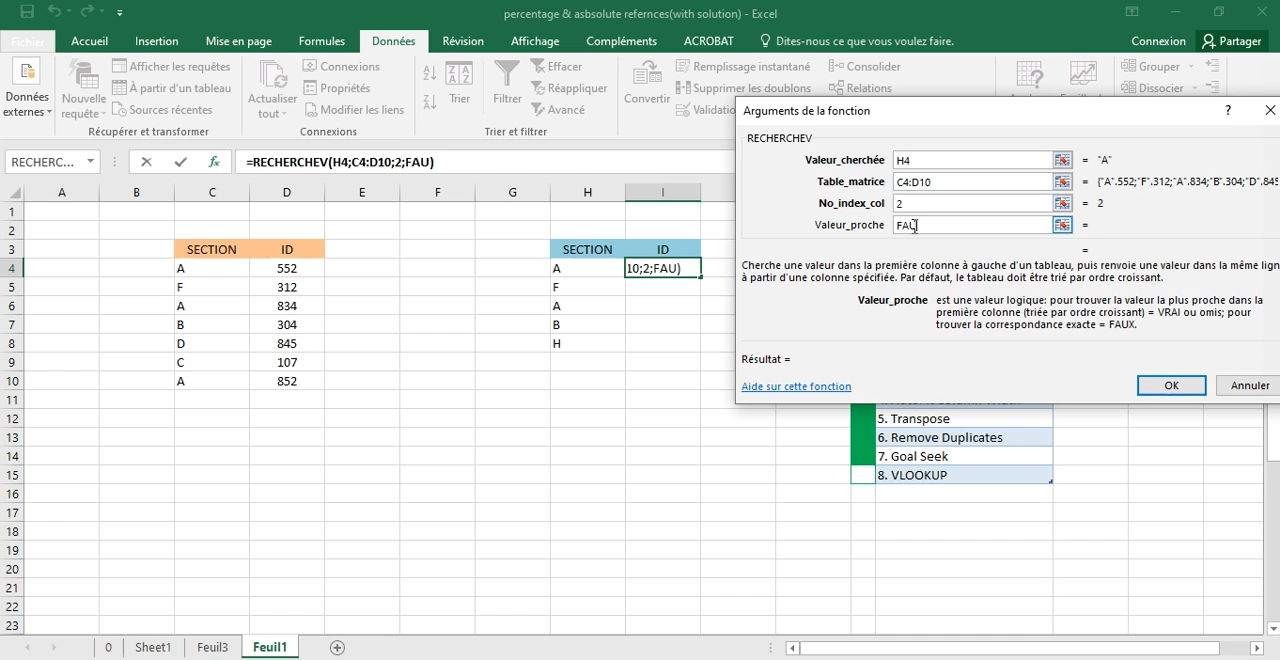 percentage & asbsolute refernces(with solution) - Excel
Fichier Accueil Insertion Mise en page Formules Données Révision Affichage Compléments ACROBAT Dites-nous ce que vous voulez faire. Connexion Partager
Données externes
Nouvelle requête
Afficher les requêtes
À partir d'un tableau
Sources récentes
Récupérer et transformer
Actualiser tout
Connexions
Propriétés
Modifier les liens
Connexions
Trier
Filtrer
Effacer
Réappliquer
Avancé
Trier et filtrer
Convertir
Remplissage instantané
Supprimer les doublons
Validation
Consolider
Relations
Grouper
Dissocier
RECHERC... fx =RECHERCHEV(H4;C4:D10;2;FAU)
A B C D E F G H I
1
2
3 SECTION ID SECTION ID
4 A 552 A 10;2;FAU)
5 F 312 F
6 A 834 A
7 B 304 B
8 D 845 H
9 C 107
10 A 852
11
12 5. Transpose
13 6. Remove Duplicates
14 7. Goal Seek
15 8. VLOOKUP
16
17
18
19
20
21
22
23
Arguments de la fonction ?
RECHERCHEV
Valeur_cherchée H4 = "A"
Table_matrice C4:D10 = {"A".552;"F".312;"A".834;"B".304;"D".845
No_index_col 2 = 2
Valeur_proche FAU =
=
Cherche une valeur dans la première colonne à gauche d'un tableau, puis renvoie une valeur dans la même lign
à partir d'une colonne spécifiée. Par défaut, le tableau doit être trié par ordre croissant.
Valeur_proche est une valeur logique: pour trouver la valeur la plus proche dans la
première colonne (triée par ordre croissant) = VRAI ou omis; pour
trouver la correspondance exacte = FAUX.
Résultat =
Aide sur cette fonction OK Annuler
0 Sheet1 Feuil3 Feuil1